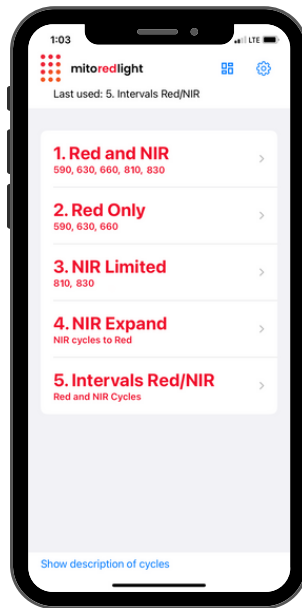 1:03
LTE
mitoredlight
Last used: 5. Intervals Red/NIR
1. Red and NIR
590, 630, 660, 810, 830
2. Red Only
590, 630, 660
3. NIR Limited
810, 830
4. NIR Expand
NIR cycles to Red
5. Intervals Red/NIR
Red and NIR Cycles
Show description of cycles